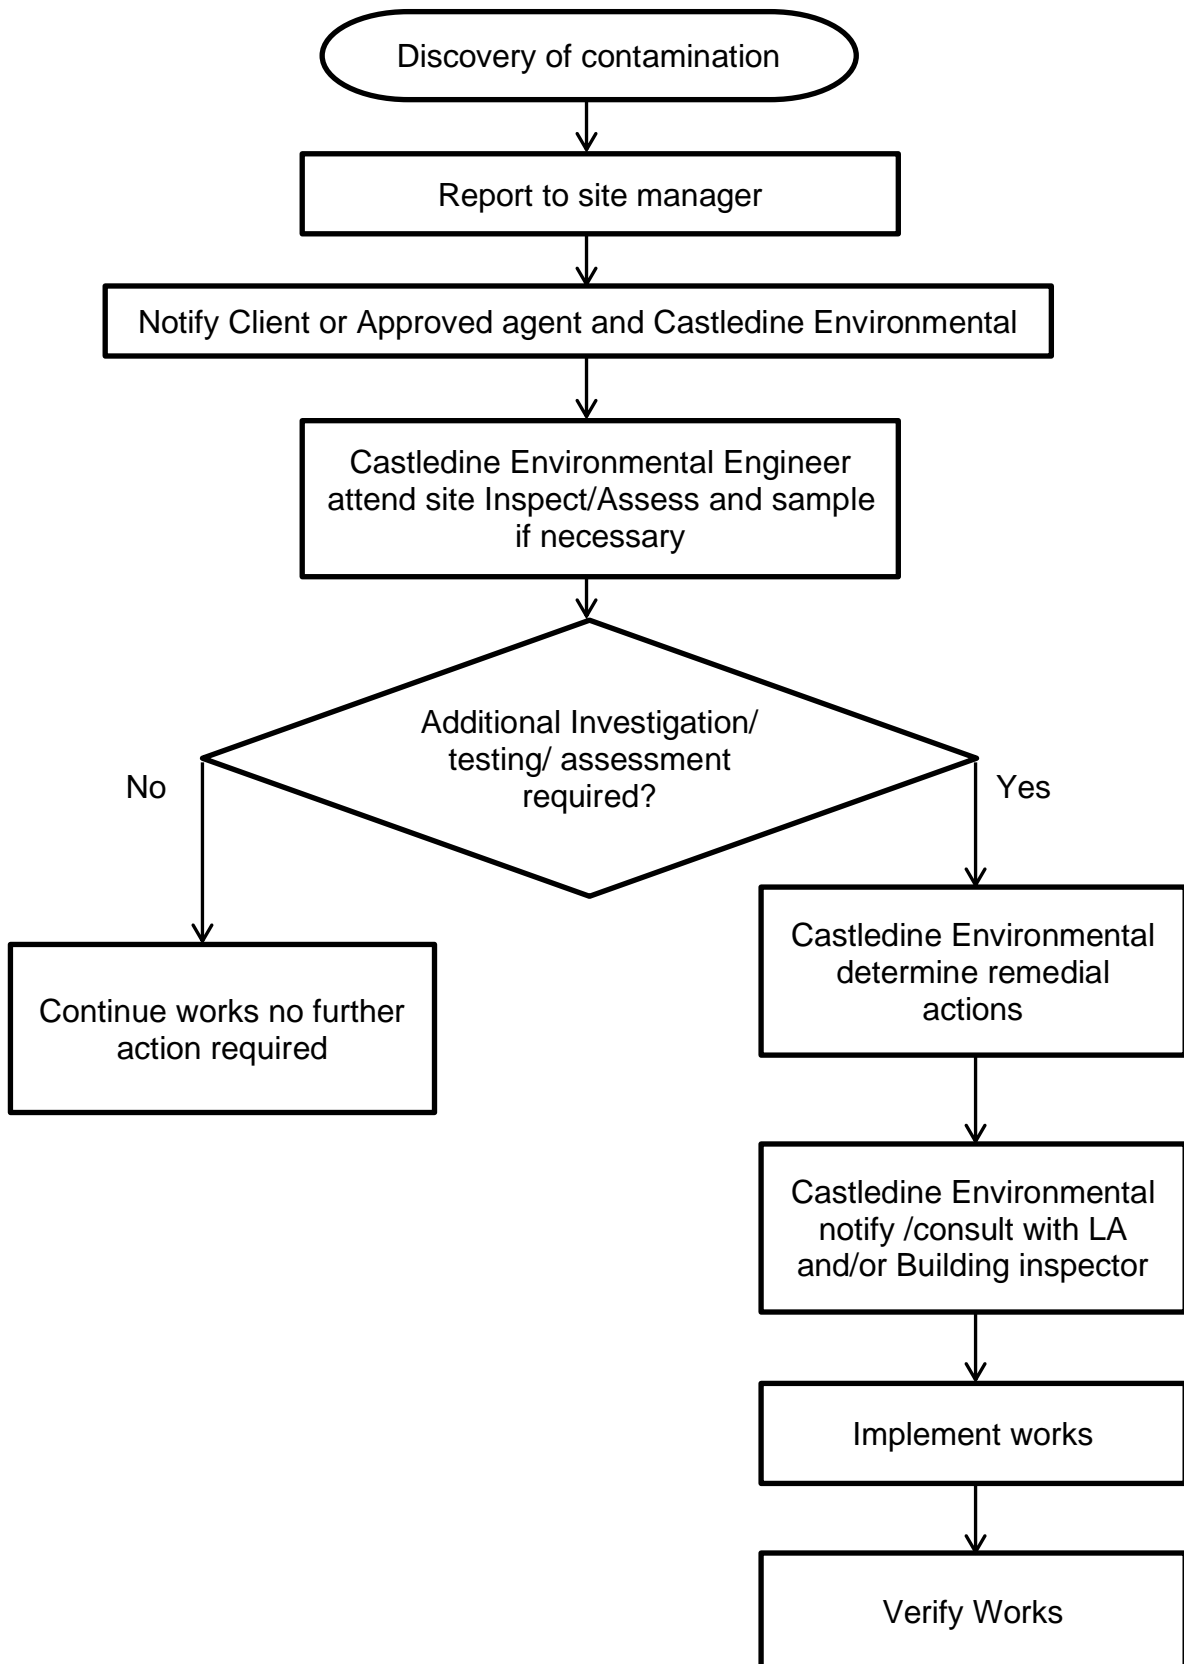 Discovery of contamination
Report to site manager
Notify Client or Approved agent and Castledine Environmental
Castledine Environmental Engineer
attend site Inspect/Assess and sample
if necessary
Additional Investigation/
testing/ assessment
required?
No
Yes
Continue works no further
action required
Castledine Environmental
determine remedial
actions
Castledine Environmental
notify /consult with LA
and/or Building inspector
Implement works
Verify Works